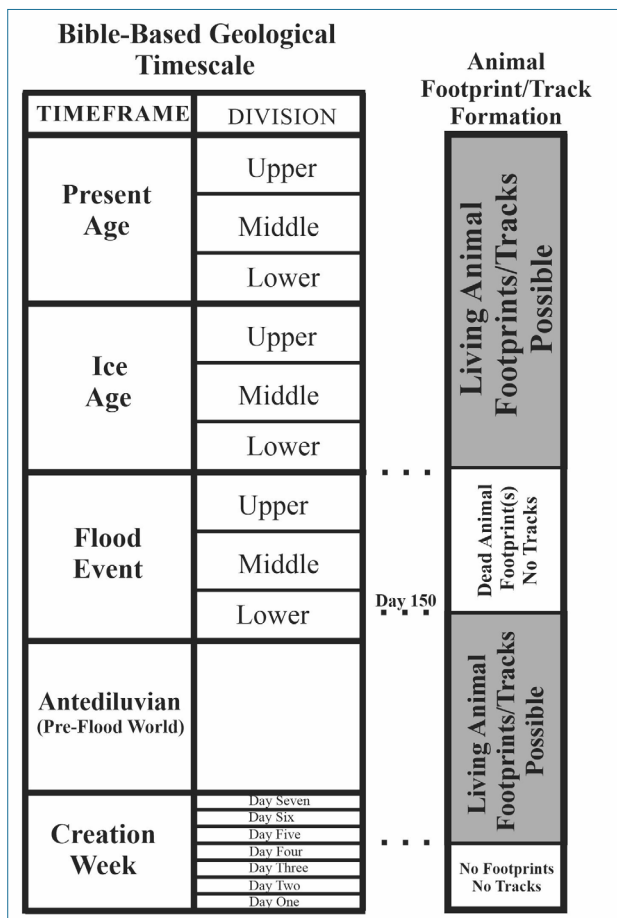 Bible-Based Geological
Timescale
TIMEFRAME
DIVISION
Present
Age
Upper
Middle
Lower
Ice
Age
Upper
Middle
Lower
Flood
Event
Upper
Middle
Lower
Antediluvian
(Pre-Flood World)
Creation
Week
Day Seven
Day Six
Day Five
Day Four
Day Three
Day Two
Day One
. . .
Day 150
. . .
. . .
Animal
Footprint/Track
Formation
Living Animal
Footprints/Tracks
Possible
Dead Animal
Footprint(s)
No Tracks
Living Animal
Footprints/Tracks
Possible
No Footprints
No Tracks